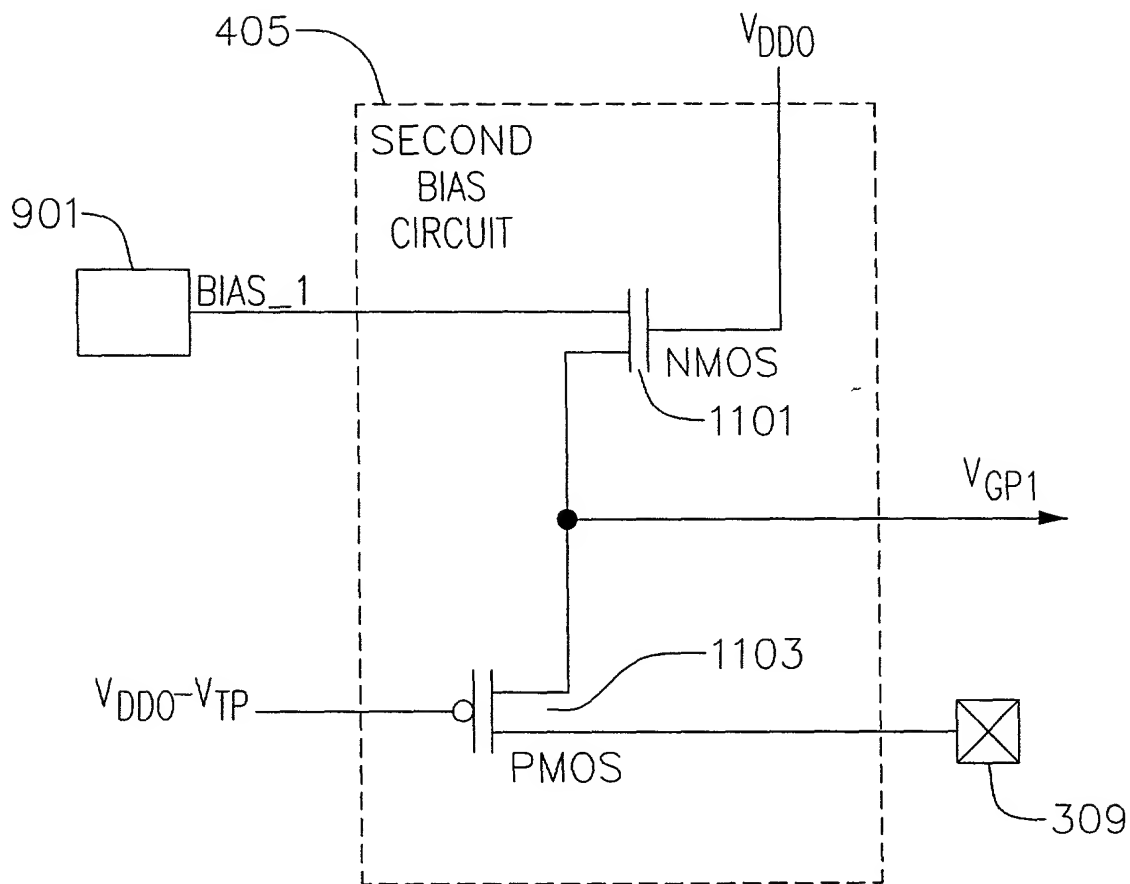 405
V_DDO
SECOND
BIAS
CIRCUIT
901
BIAS_1
NMOS
1101
V_GP1
1103
V_DDO-V_TP
PMOS
309